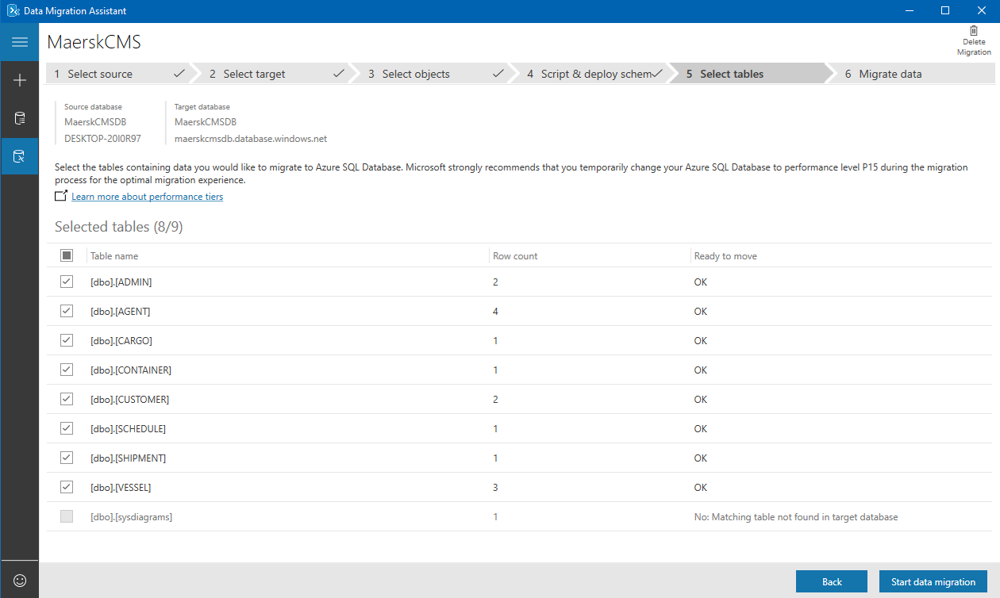 Data Migration Assistant
MaerskCMS
Delete
Migration
1 Select source
2 Select target
3 Select objects
4 Script & deploy schem
5 Select tables
6 Migrate data
Source database
MaerskCMSDB
DESKTOP-20I0R97
Target database
MaerskCMSDB
maerskcmsdb.database.windows.net
Select the tables containing data you would like to migrate to Azure SQL Database. Microsoft strongly recommends that you temporarily change your Azure SQL Database to performance level P15 during the migration
process for the optimal migration experience.
Learn more about performance tiers
Selected tables (8/9)
Table name Row count Ready to move
[dbo].[ADMIN] 2 OK
[dbo].[AGENT] 4 OK
[dbo].[CARGO] 1 OK
[dbo].[CONTAINER] 1 OK
[dbo].[CUSTOMER] 2 OK
[dbo].[SCHEDULE] 1 OK
[dbo].[SHIPMENT] 1 OK
[dbo].[VESSEL] 3 OK
[dbo].[sysdiagrams] 1 No: Matching table not found in target database
Back
Start data migration